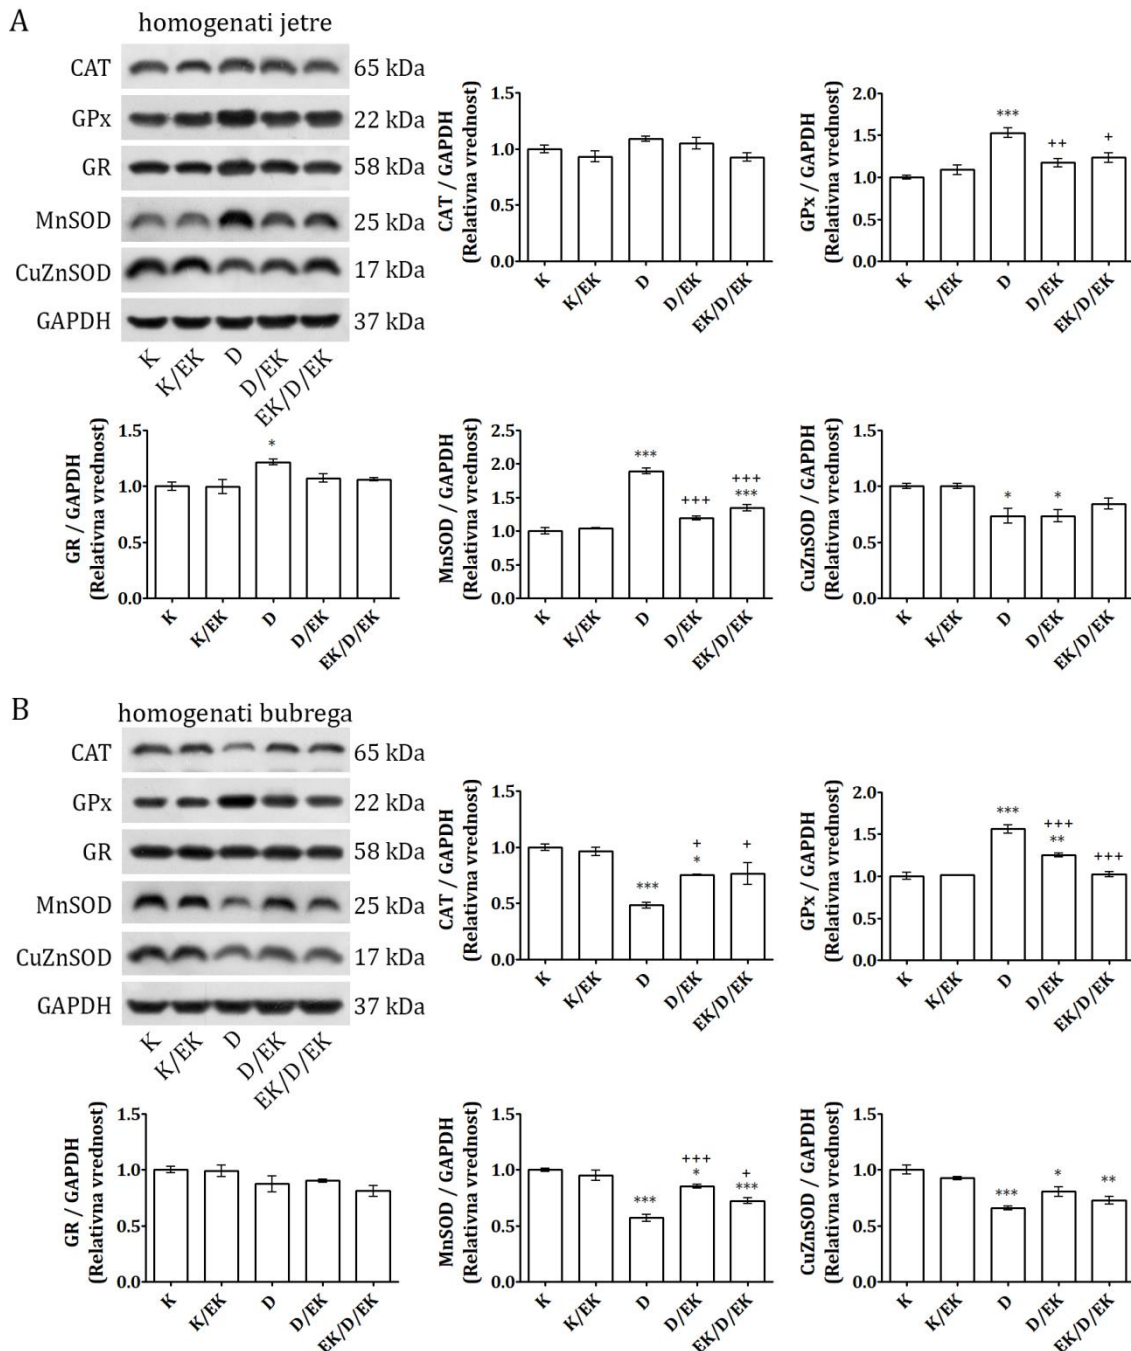 A
homogenati jetre
CAT 65 kDa
GPx 22 kDa
GR 58 kDa
MnSOD 25 kDa
CuZnSOD 17 kDa
GAPDH 37 kDa
K K/EK D D/EK EK/D/EK
CAT / GAPDH
(Relativna vrednost)
1.5
1.0
0.5
0.0
K K/EK D D/EK EK/D/EK
GPx / GAPDH
(Relativna vrednost)
2.0
1.5
1.0
0.5
0.0
*** ++ +
K K/EK D D/EK EK/D/EK
GR / GAPDH
(Relativna vrednost)
1.5
1.0
0.5
0.0
*
K K/EK D D/EK EK/D/EK
MnSOD / GAPDH
(Relativna vrednost)
2.5
2.0
1.5
1.0
0.5
0.0
*** +++ +++
***
K K/EK D D/EK EK/D/EK
CuZnSOD / GAPDH
(Relativna vrednost)
1.5
1.0
0.5
0.0
* *
K K/EK D D/EK EK/D/EK
B
homogenati bubrega
CAT 65 kDa
GPx 22 kDa
GR 58 kDa
MnSOD 25 kDa
CuZnSOD 17 kDa
GAPDH 37 kDa
K K/EK D D/EK EK/D/EK
CAT / GAPDH
(Relativna vrednost)
1.5
1.0
0.5
0.0
+ +
*** *
K K/EK D D/EK EK/D/EK
GPx / GAPDH
(Relativna vrednost)
2.0
1.5
1.0
0.5
0.0
*** +++
** +++
K K/EK D D/EK EK/D/EK
GR / GAPDH
(Relativna vrednost)
1.5
1.0
0.5
0.0
K K/EK D D/EK EK/D/EK
MnSOD / GAPDH
(Relativna vrednost)
1.5
1.0
0.5
0.0
+++ +
*** * ***
K K/EK D D/EK EK/D/EK
CuZnSOD / GAPDH
(Relativna vrednost)
1.5
1.0
0.5
0.0
*** * **
K K/EK D D/EK EK/D/EK